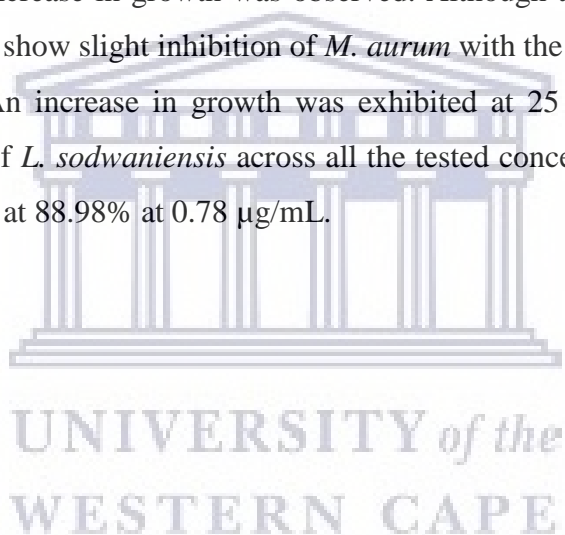 crease in growth was observed. Although
show slight inhibition of M. aurum with the
An increase in growth was exhibited at 25
f L. sodwaniensis across all the tested conce
at 88.98% at 0.78 µg/mL.
UNIVERSITY of the
WESTERN CAPE